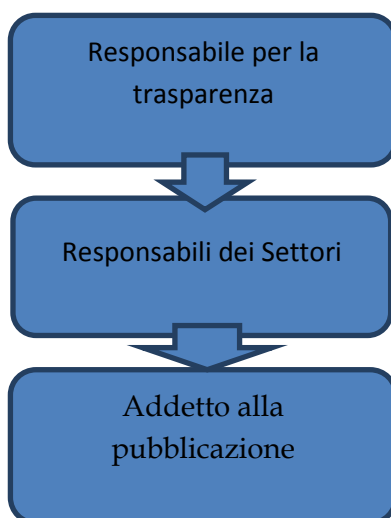 Responsabile per la
trasparenza
Responsabili dei Settori
Addetto alla
pubblicazione